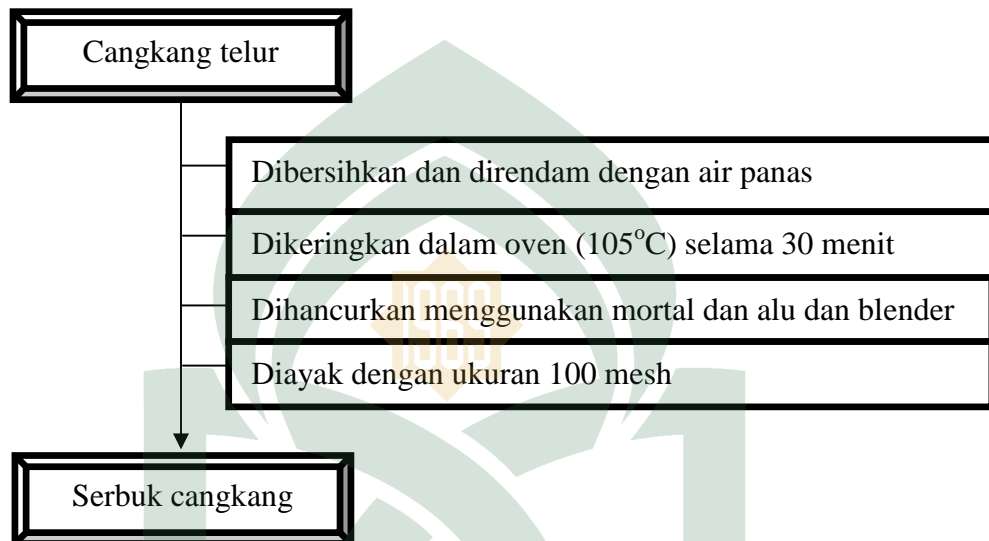 Cangkang telur
Dibersihkan dan direndam dengan air panas
Dikeringkan dalam oven (105°C) selama 30 menit
Dihancurkan menggunakan mortal dan alu dan blender
1989
Diayak dengan ukuran 100 mesh
Serbuk cangkang